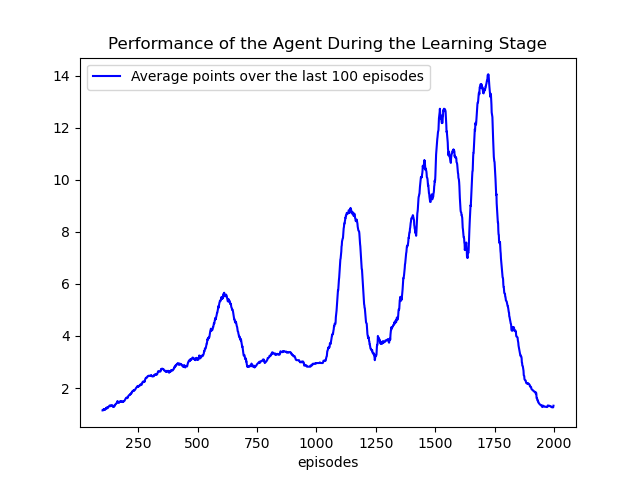 Performance of the Agent During the Learning Stage
Average points over the last 100 episodes
14
12
10
8
6
4
2
250 500 750 1000 1250 1500 1750 2000
episodes